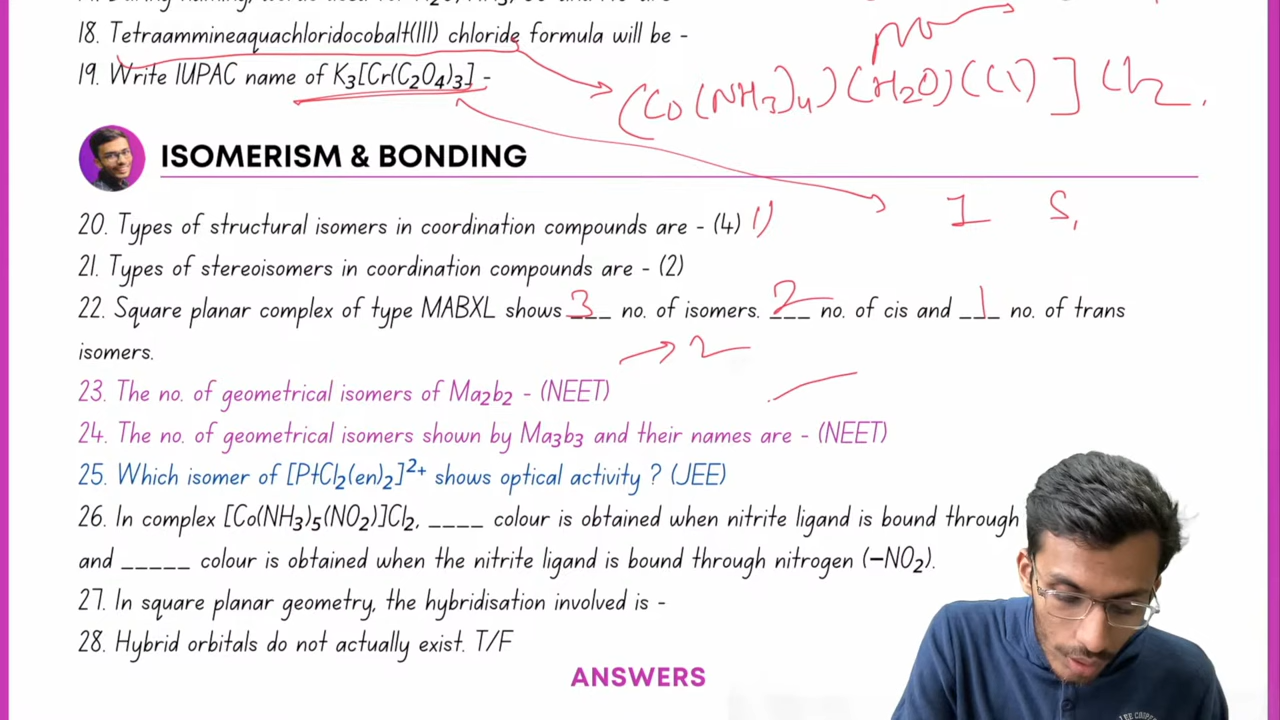 18. Tetraammineaquachloridocobalt(III) chloride formula will be -
NO
19. Write IUPAC name of K₃[Cr(C₂O₄)₃] -
(Co(NH₃)₄)(H₂O)(Cl)]Cl₂.
ISOMERISM & BONDING
20. Types of structural isomers in coordination compounds are - (4) 1)
I S,
21. Types of stereoisomers in coordination compounds are - (2)
22. Square planar complex of type MABXL shows 3 no. of isomers. 2 no. of cis and 1 no. of trans
isomers.
→ 2
23. The no. of geometrical isomers of Ma₂b₂ - (NEET)
24. The no. of geometrical isomers shown by Ma₃b₃ and their names are - (NEET)
25. Which isomer of [PtCl₂(en)₂]²⁺ shows optical activity ? (JEE)
26. In complex [Co(NH₃)₅(NO₂)]Cl₂, ____ colour is obtained when nitrite ligand is bound through
and _____ colour is obtained when the nitrite ligand is bound through nitrogen (–NO₂).
27. In square planar geometry, the hybridisation involved is -
28. Hybrid orbitals do not actually exist. T/F
ANSWERS